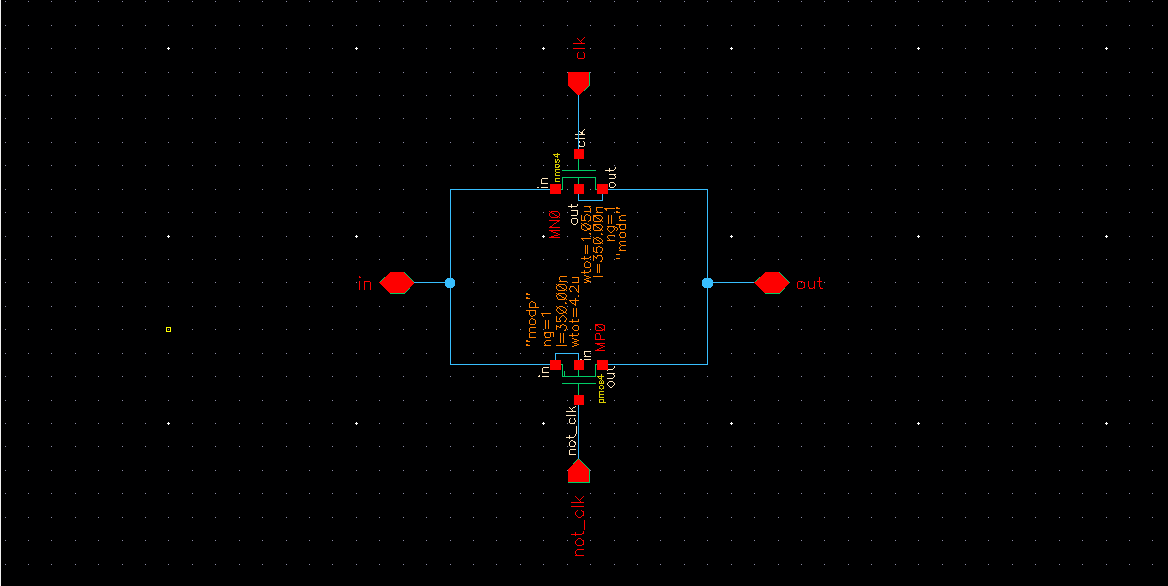 clk
clk
nmos4
in
out
out
MN0
wtot=1.05u
l=350.00n
ng=1
"modn"
in
out
"modp"
ng=1
l=350.00n
wtot=4.2u
MP0
in
in
out
pmos4
not_clk
not_clk